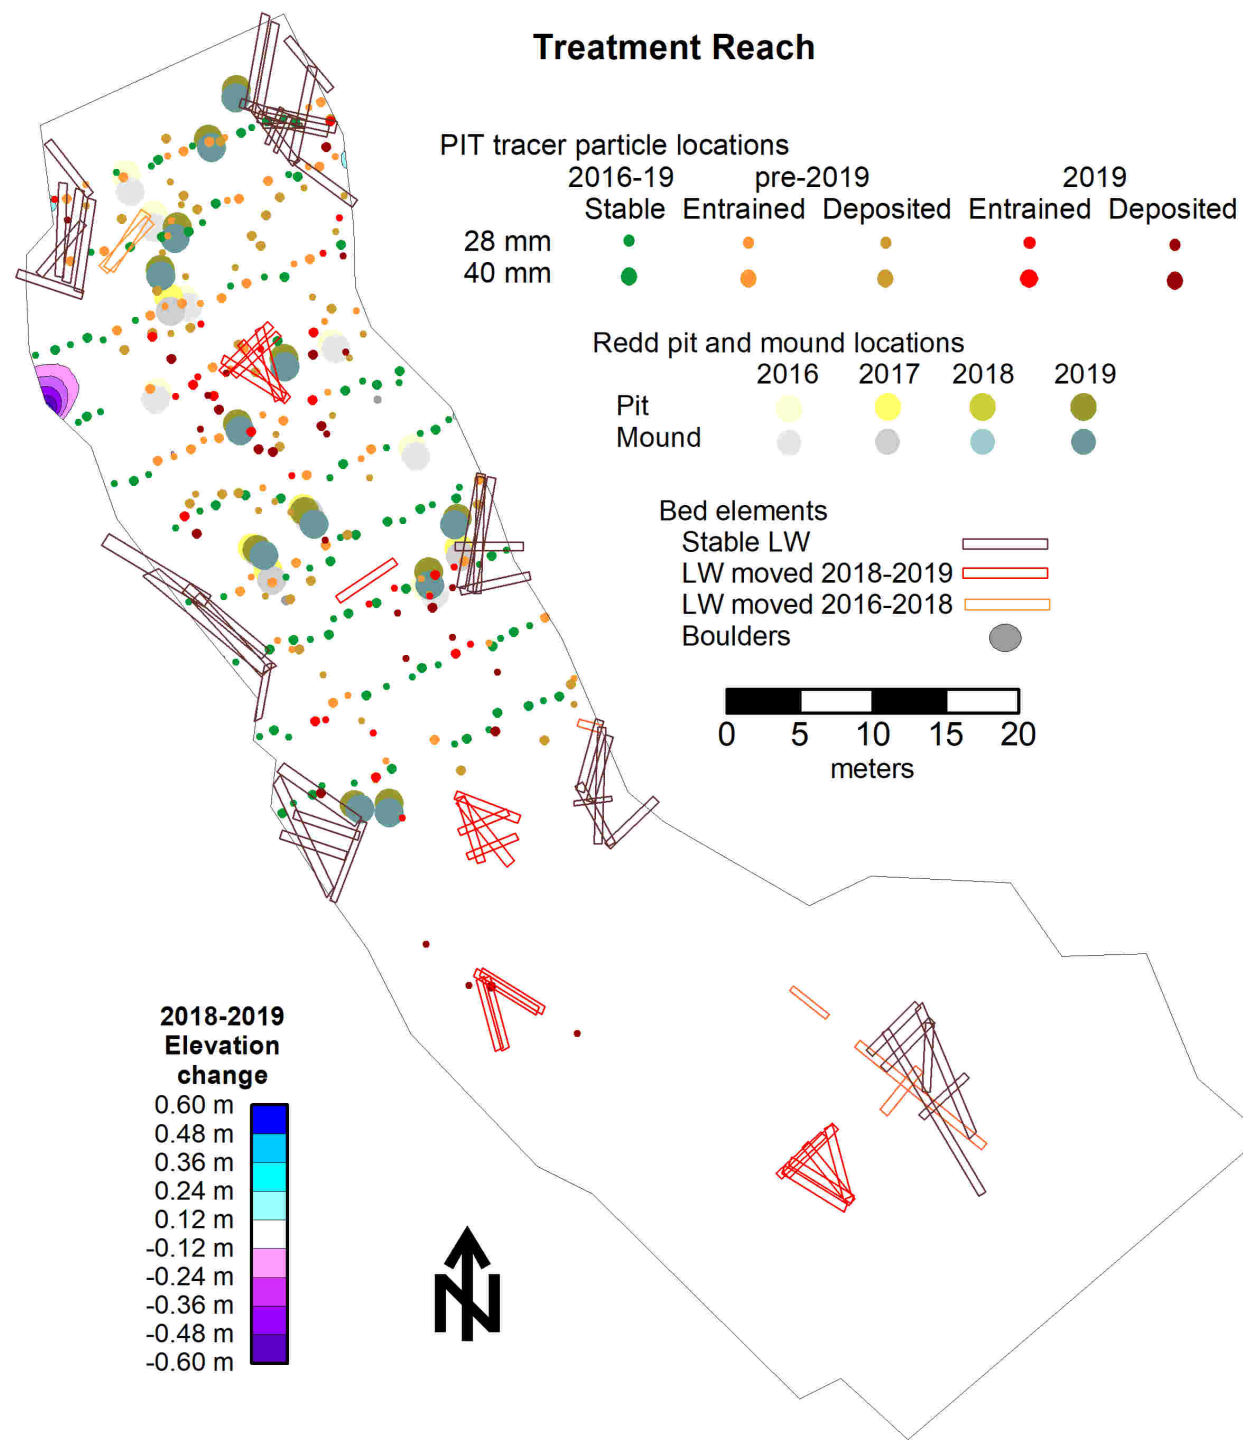 Treatment Reach
PIT tracer particle locations
2016-19 pre-2019 2019
Stable Entrained Deposited Entrained Deposited
28 mm
40 mm
Redd pit and mound locations
2016 2017 2018 2019
Pit
Mound
Bed elements
Stable LW
LW moved 2018-2019
LW moved 2016-2018
Boulders
0 5 10 15 20
meters
2018-2019
Elevation
change
0.60 m
0.48 m
0.36 m
0.24 m
0.12 m
-0.12 m
-0.24 m
-0.36 m
-0.48 m
-0.60 m
N